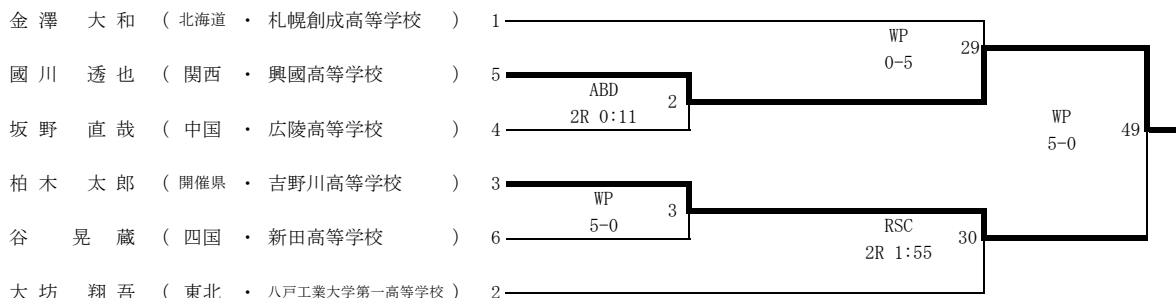 金澤 大和 ( 北海道 ・ 札幌創成高等学校 ) 1
WP 29
0-5
國川 透也 ( 関西 ・ 興國高等学校 ) 5
ABD 2
2R 0:11
坂野 直哉 ( 中国 ・ 広陵高等学校 ) 4
WP 49
5-0
柏木 太郎 ( 開催県 ・ 吉野川高等学校 ) 3
WP 3
5-0
谷 晃蔵 ( 四国 ・ 新田高等学校 ) 6
RSC 30
2R 1:55
大坊 翔吾 ( 東北 ・ 八戸工業大学第一高等学校 ) 2